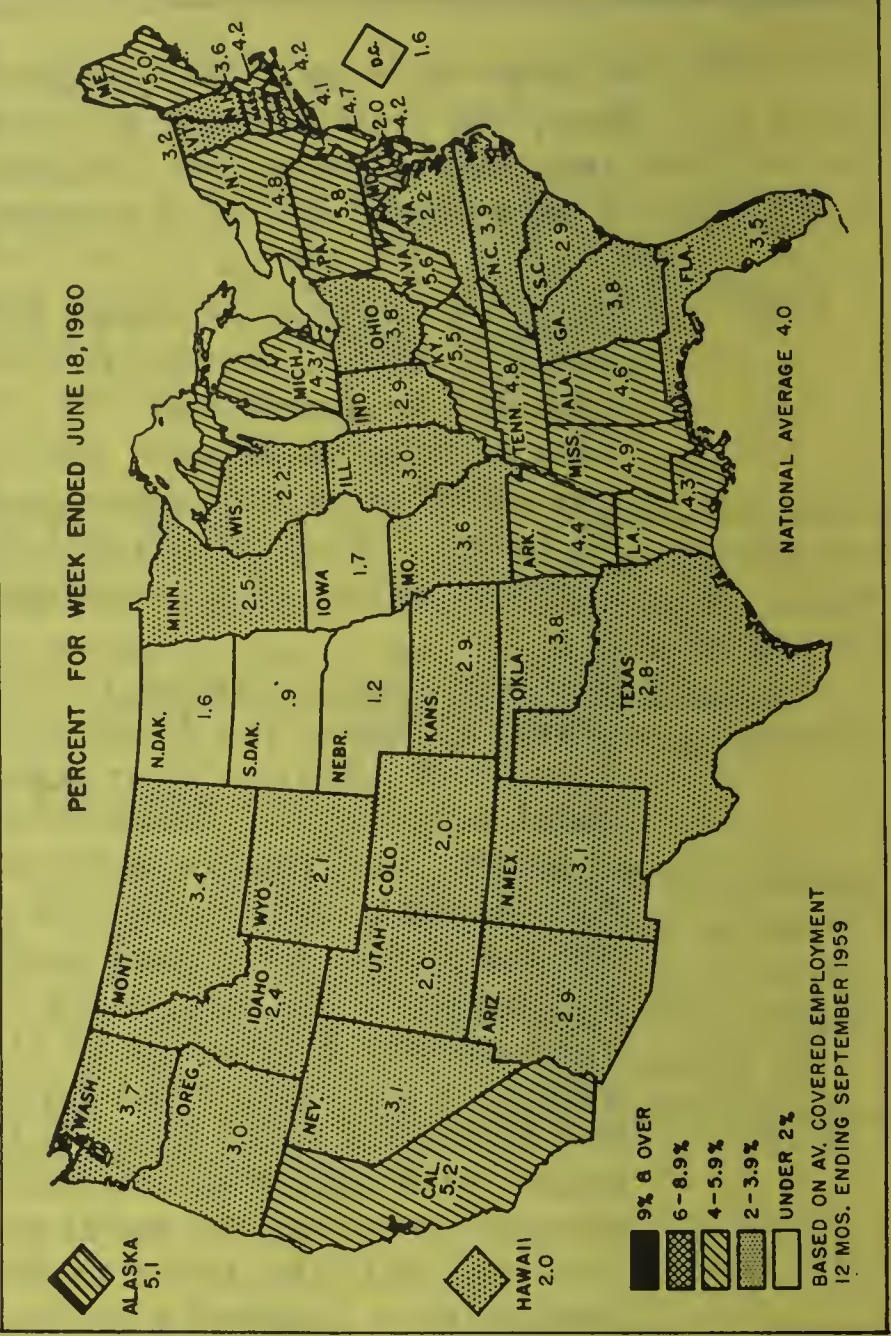 PERCENT FOR WEEK ENDED JUNE 18, 1960
ALASKA
5.1
HAWAII
2.0
WASH.
3.7
OREG.
3.0
CAL.
5.2
NEV.
3.1
IDAHO
2.4
MONT
3.4
WYO.
2.1
UTAH
2.0
COLO
2.0
ARIZ.
2.9
N.MEX.
3.1
N.DAK.
1.6
S.DAK.
.9
NEBR.
1.2
KANS.
2.9
OKLA
3.8
TEXAS
2.8
MINN.
2.5
IOWA
1.7
MO.
3.6
ARK.
4.4
LA.
4.3
WIS.
2.2
ILL.
3.0
MICH.
4.3
IND.
2.9
OHIO
3.8
KY.
5.5
TENN. 4.8
MISS.
4.9
ALA.
4.6
GA.
3.8
FLA.
3.5
S.C.
2.9
N.C. 3.9
VA.
2.2
W.VA.
5.6
MD.
PA.
5.8
N.Y.
4.8
3.2
VT.
N.H.
ME.
5.0
3.6
4.2
4.2
4.1
4.7
2.0
4.2
D.C.
1.6
NATIONAL AVERAGE 4.0
9% & OVER
6-8.9%
4-5.9%
2-3.9%
UNDER 2%
BASED ON AV. COVERED EMPLOYMENT
12 MOS. ENDING SEPTEMBER 1959